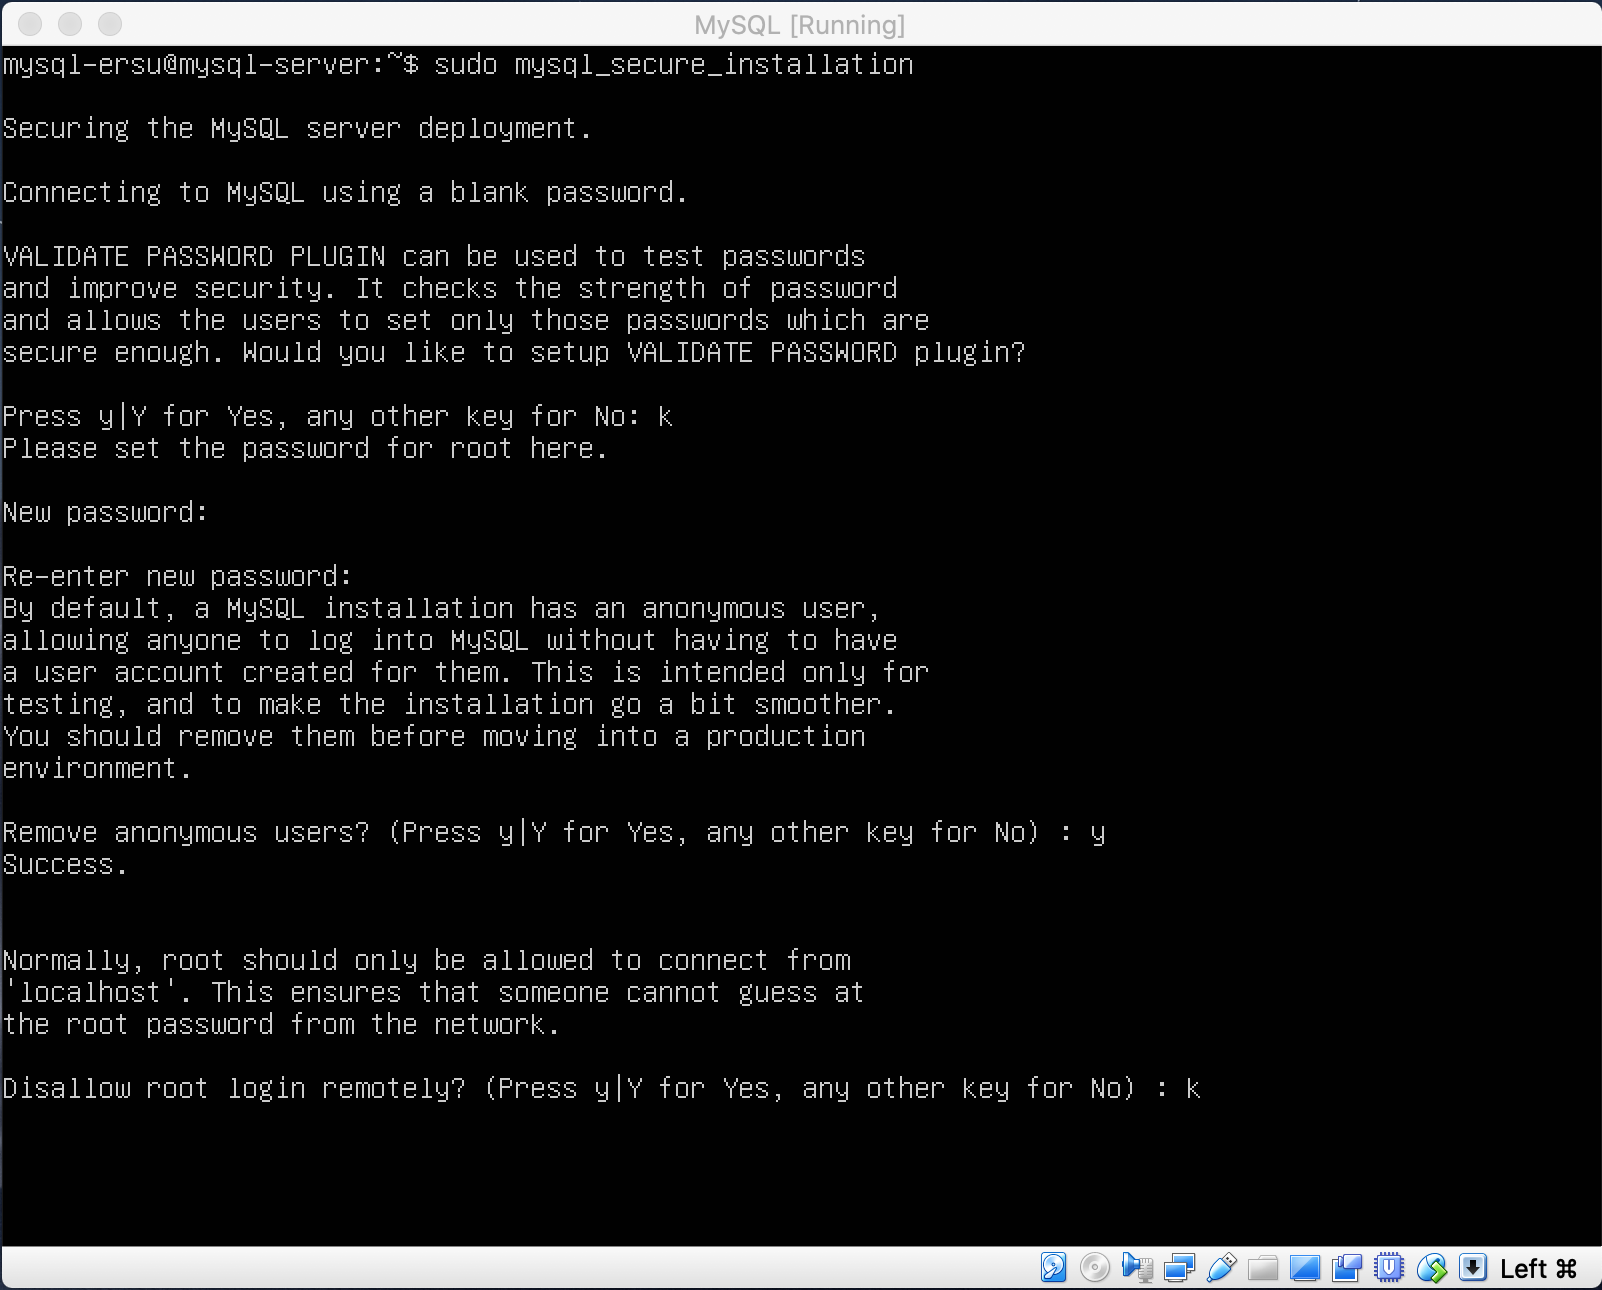 MySQL [Running]
mysql-ersu@mysql-server:~$ sudo mysql_secure_installation
Securing the MySQL server deployment.
Connecting to MySQL using a blank password.
VALIDATE PASSWORD PLUGIN can be used to test passwords
and improve security. It checks the strength of password
and allows the users to set only those passwords which are
secure enough. Would you like to setup VALIDATE PASSWORD plugin?
Press y|Y for Yes, any other key for No: k
Please set the password for root here.
New password:
Re-enter new password:
By default, a MySQL installation has an anonymous user,
allowing anyone to log into MySQL without having to have
a user account created for them. This is intended only for
testing, and to make the installation go a bit smoother.
You should remove them before moving into a production
environment.
Remove anonymous users? (Press y|Y for Yes, any other key for No) : y
Success.
Normally, root should only be allowed to connect from
'localhost'. This ensures that someone cannot guess at
the root password from the network.
Disallow root login remotely? (Press y|Y for Yes, any other key for No) : k
Left ⌘